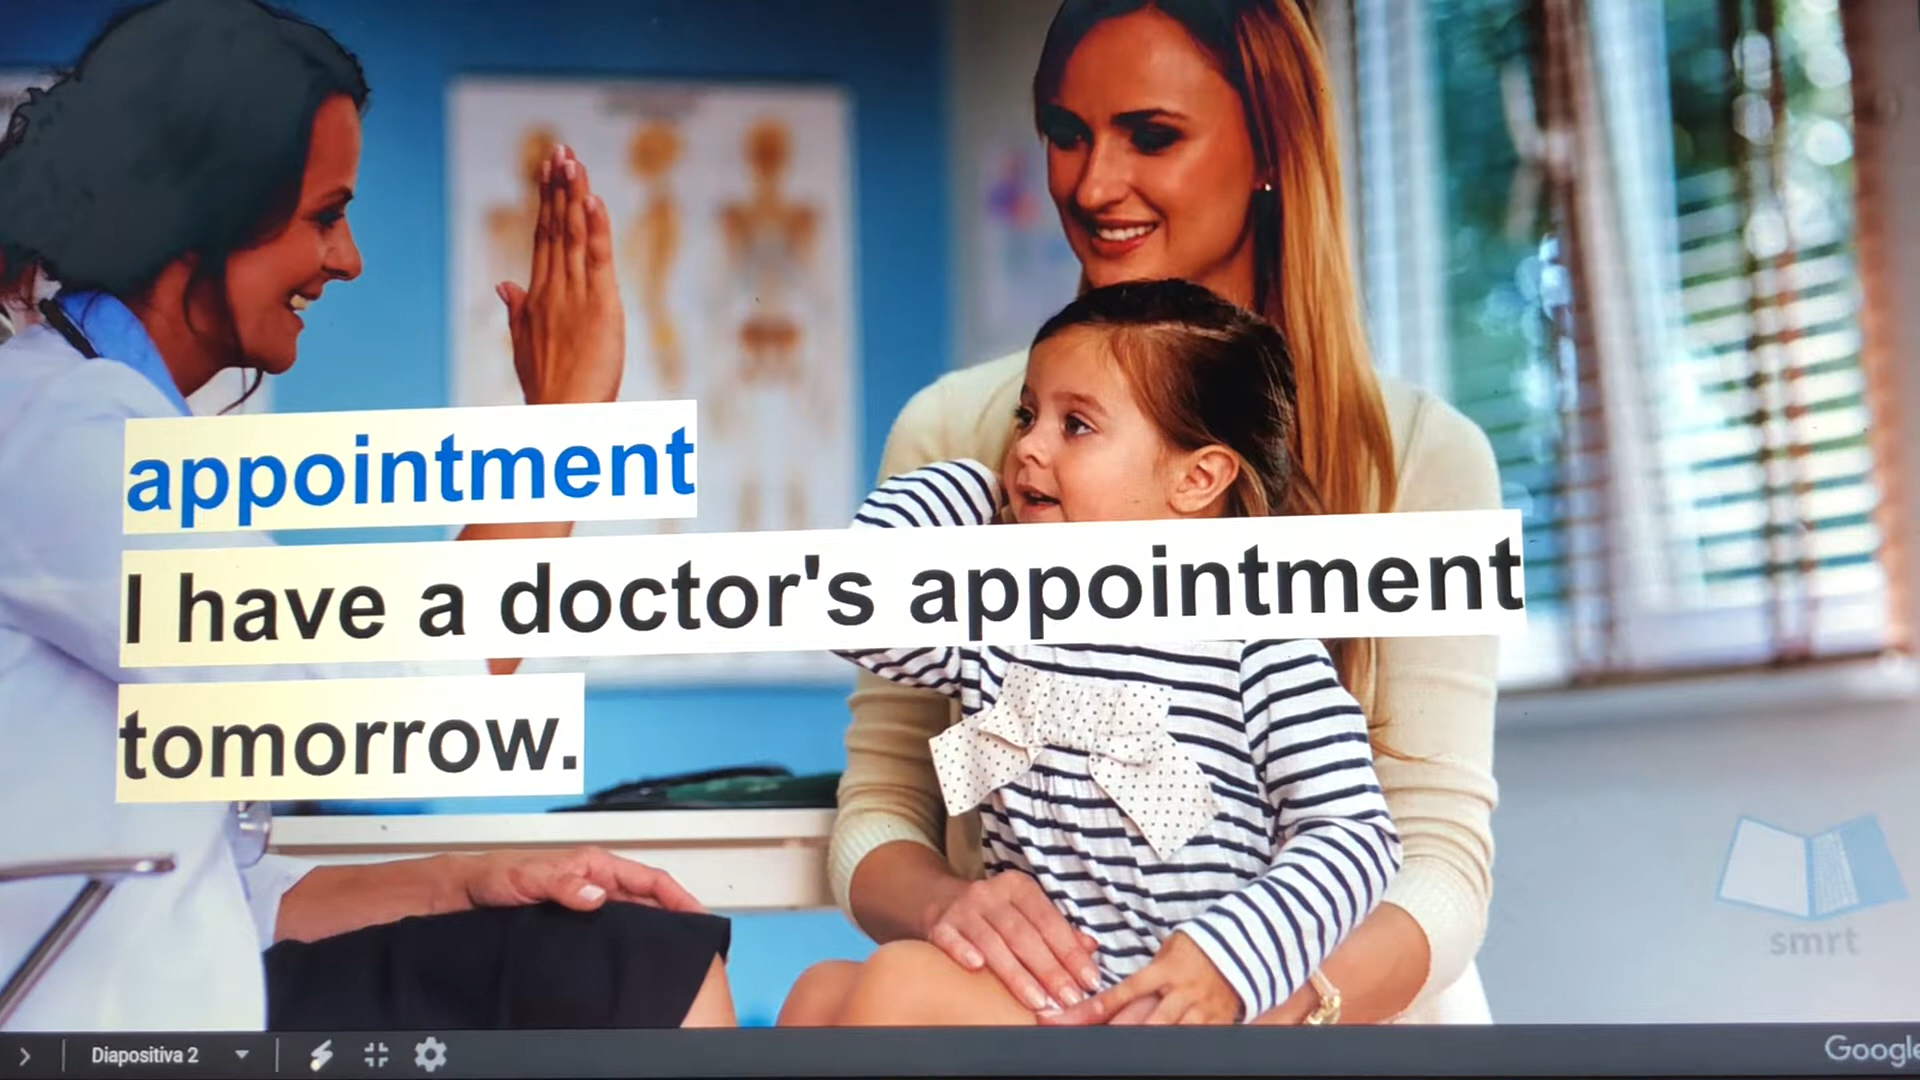 appointment
I have a doctor's appointment
tomorrow.
smrt
Diapositiva 2
Google